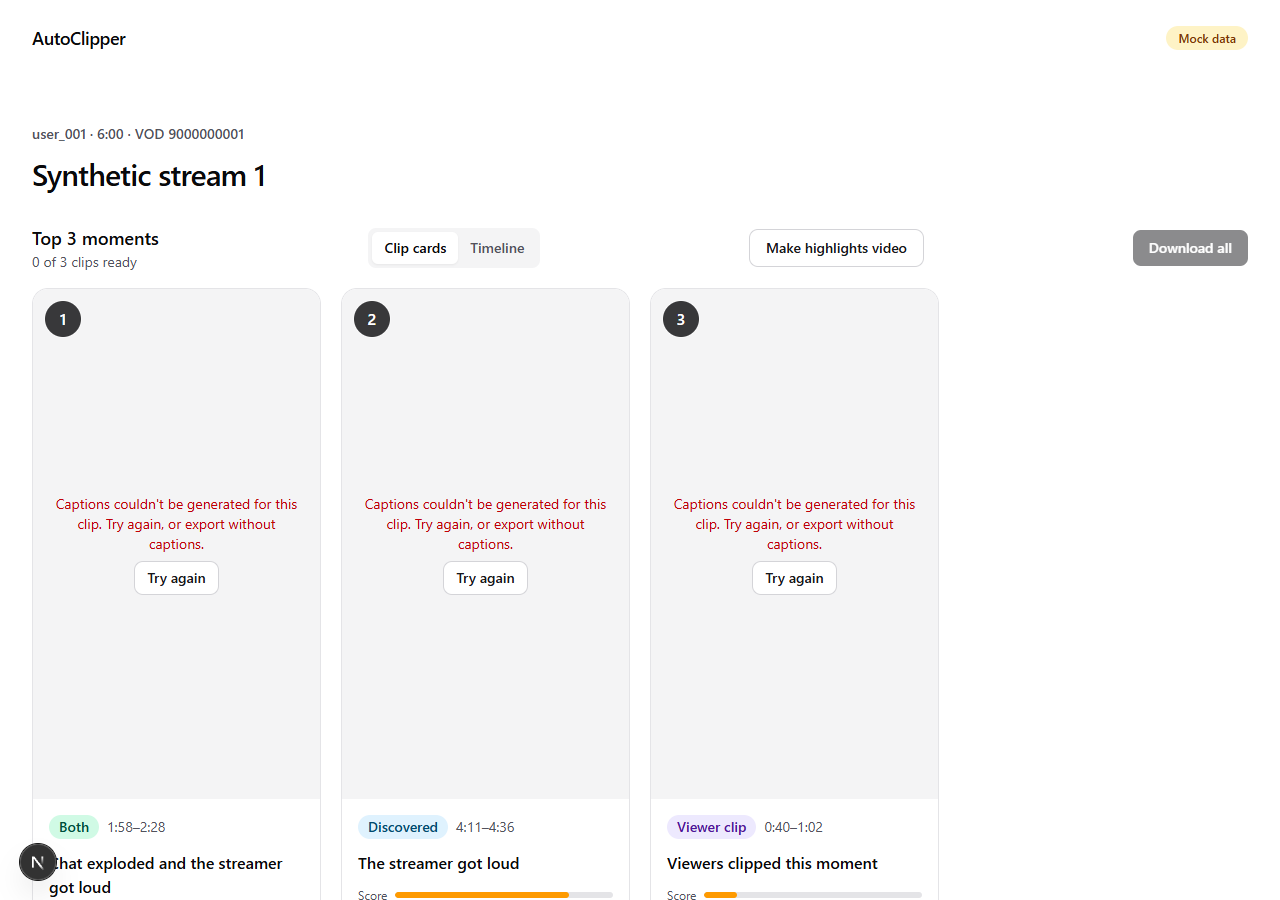 AutoClipper
Mock data
user_001 · 6:00 · VOD 9000000001
Synthetic stream 1
Top 3 moments
0 of 3 clips ready
Clip cards
Timeline
Make highlights video
Download all
1
Captions couldn't be generated for this
clip. Try again, or export without
captions.
Try again
Both
1:58–2:28
Chat exploded and the streamer
got loud
2
Captions couldn't be generated for this
clip. Try again, or export without
captions.
Try again
Discovered
4:11–4:36
The streamer got loud
Score
3
Captions couldn't be generated for this
clip. Try again, or export without
captions.
Try again
Viewer clip
0:40–1:02
Viewers clipped this moment
Score
N